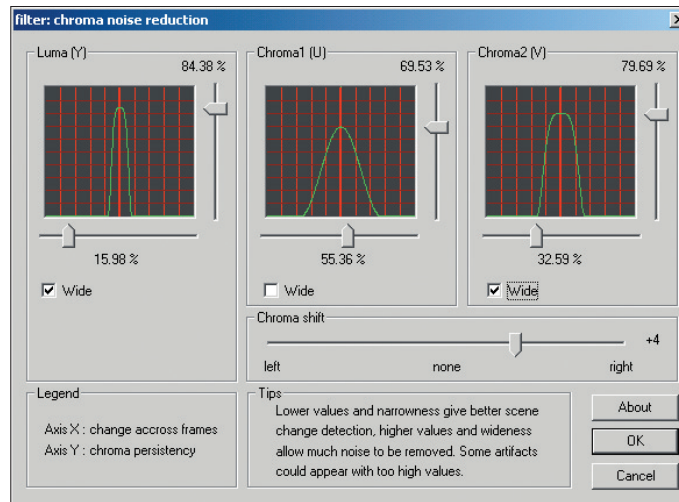 filter: chroma noise reduction
Luma (Y)
84.38 %
15.98 %
Wide
Chroma1 (U)
69.53 %
55.36 %
Wide
Chroma2 (V)
79.69 %
32.59 %
Wide
Chroma shift
+4
left none right
Legend
Axis X : change accross frames
Axis Y : chroma persistency
Tips
Lower values and narrowness give better scene
change detection, higher values and wideness
allow much noise to be removed. Some artifacts
could appear with too high values.
About
OK
Cancel